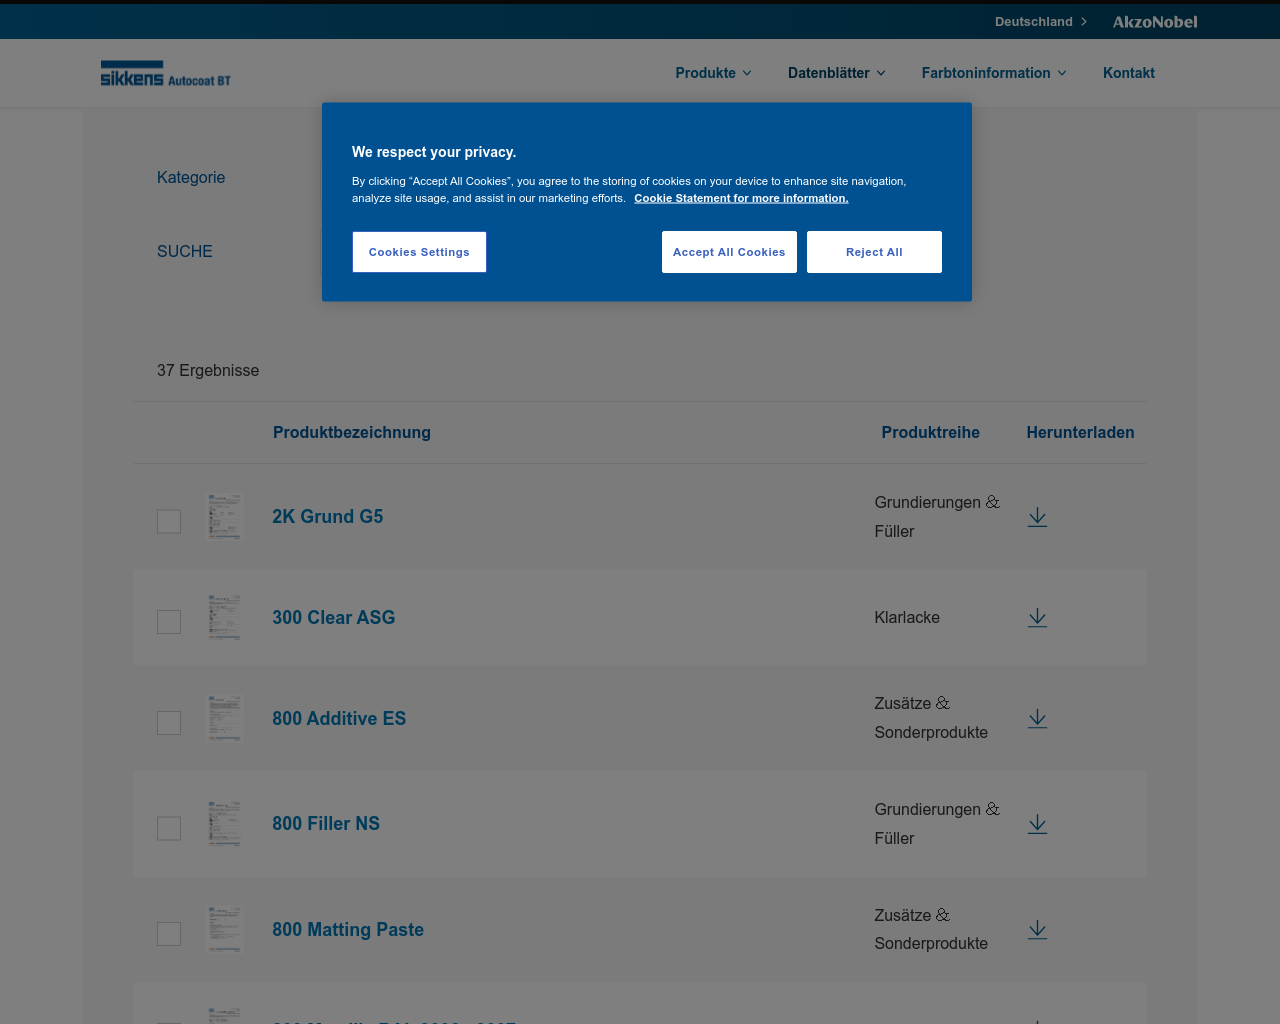 Deutschland
AkzoNobel
sikkens Autocoat BT
Produkte
Datenblätter
Farbtoninformation
Kontakt
We respect your privacy.
By clicking “Accept All Cookies”, you agree to the storing of cookies on your device to enhance site navigation,
analyze site usage, and assist in our marketing efforts. Cookie Statement for more information.
Cookies Settings
Accept All Cookies
Reject All
Kategorie
SUCHE
37 Ergebnisse
Produktbezeichnung
Produktreihe
Herunterladen
2K Grund G5
Grundierungen &
Füller
300 Clear ASG
Klarlacke
800 Additive ES
Zusätze &
Sonderprodukte
800 Filler NS
Grundierungen &
Füller
800 Matting Paste
Zusätze &
Sonderprodukte